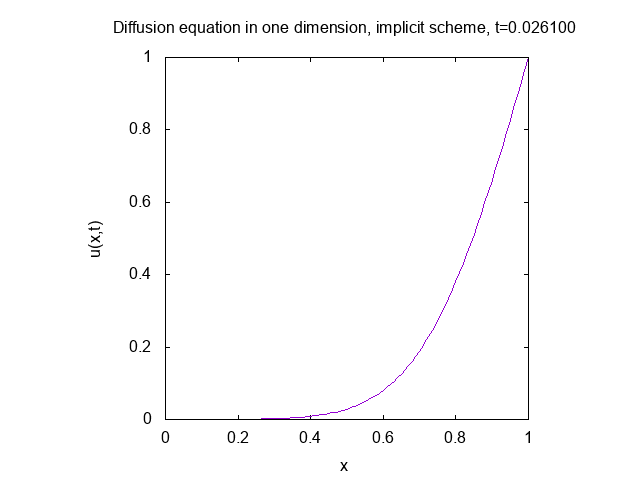 Diffusion equation in one dimension, implicit scheme, t=0.026100
1
0.8
0.6
0.4
0.2
0
u(x,t)
0 0.2 0.4 0.6 0.8 1
x